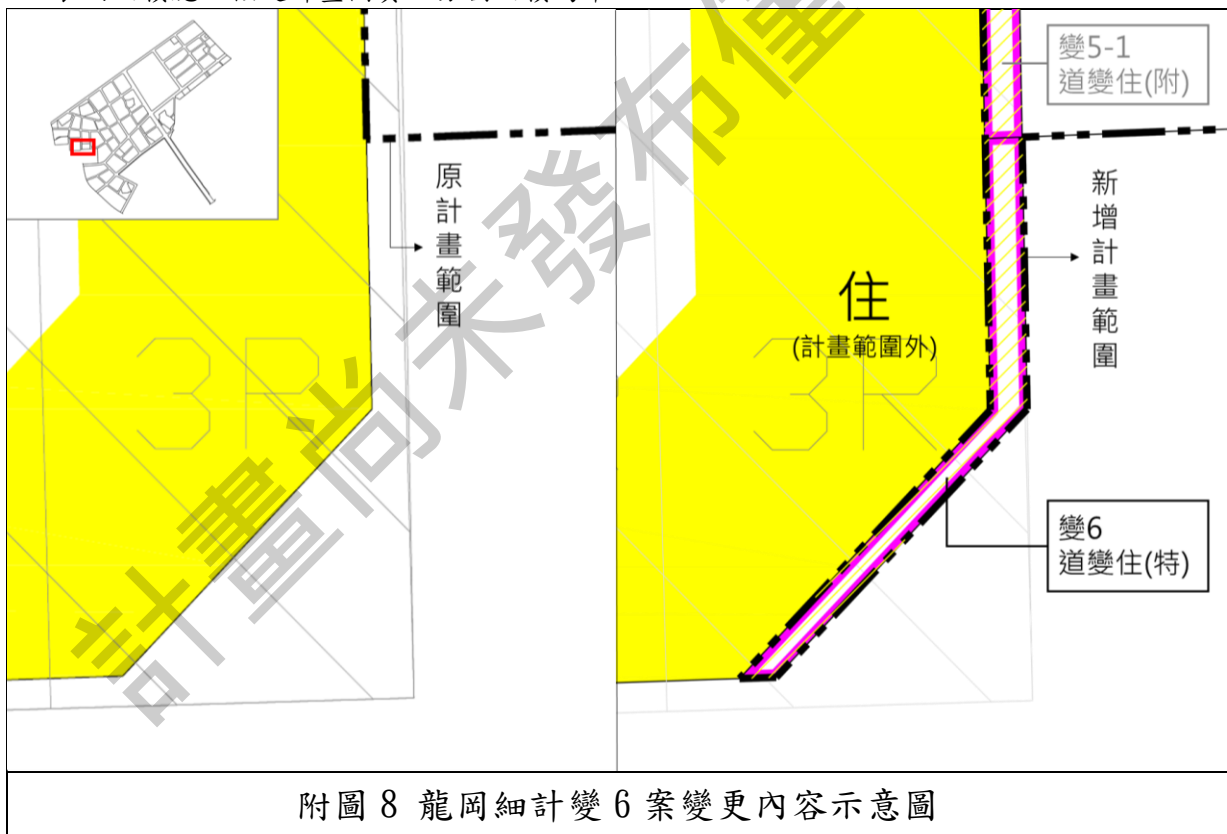 原計畫範圍
3R
變5-1
道變住(附)
住
(計畫範圍外)
3R
新增計畫範圍
變6
道變住(特)
計畫尚未發布僅
附圖 8 龍岡細計變 6 案變更內容示意圖